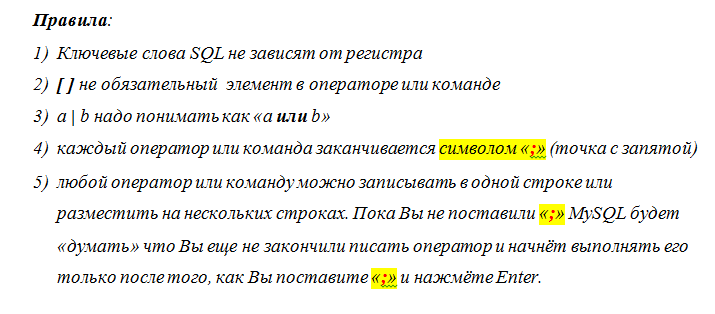 Правила:
1) Ключевые слова SQL не зависят от регистра
2) [ ] не обязательный элемент в операторе или команде
3) a | b надо понимать как «a или b»
4) каждый оператор или команда заканчивается символом «;» (точка с запятой)
5) любой оператор или команду можно записывать в одной строке или
разместить на нескольких строках. Пока Вы не поставили «;» MySQL будет
«думать» что Вы еще не закончили писать оператор и начнёт выполнять его
только после того, как Вы поставите «;» и нажмёте Enter.